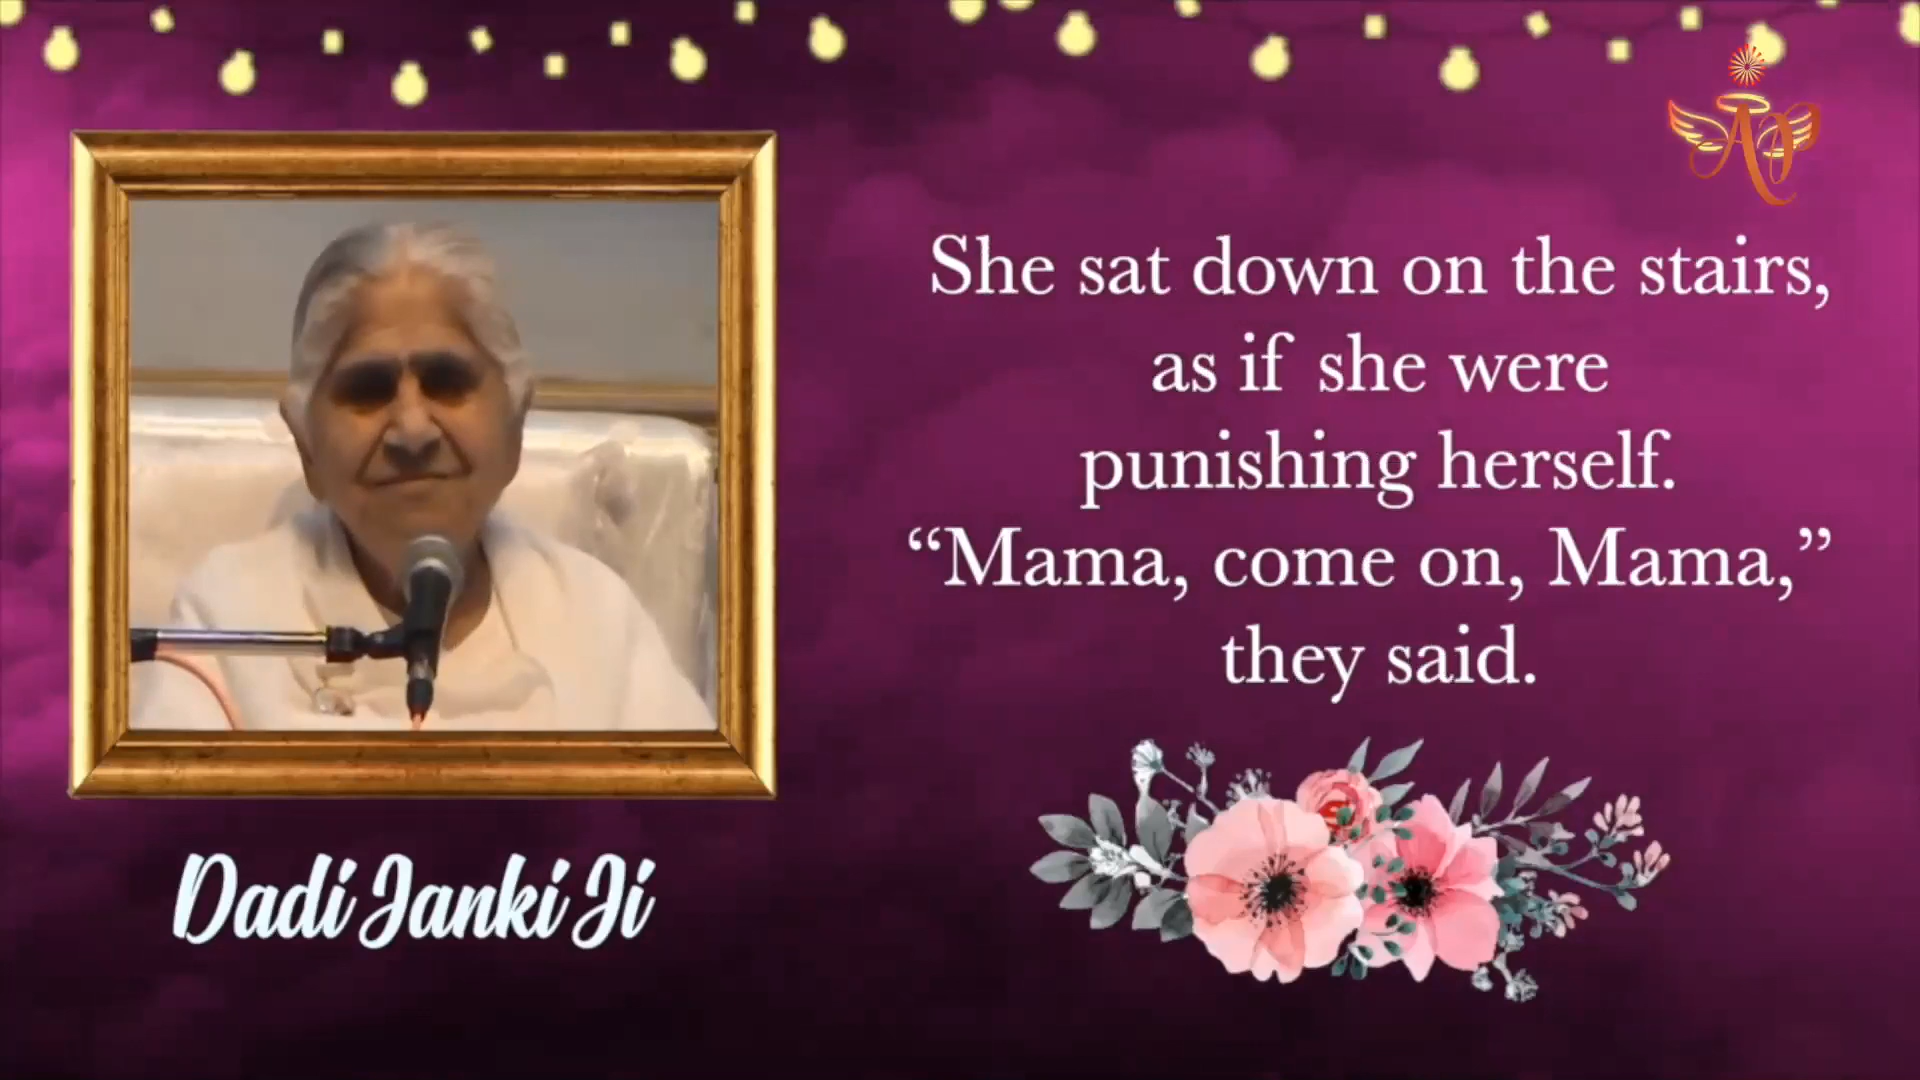 She sat down on the stairs,
as if she were
punishing herself.
“Mama, come on, Mama,”
they said.
Dadi Janki Ji